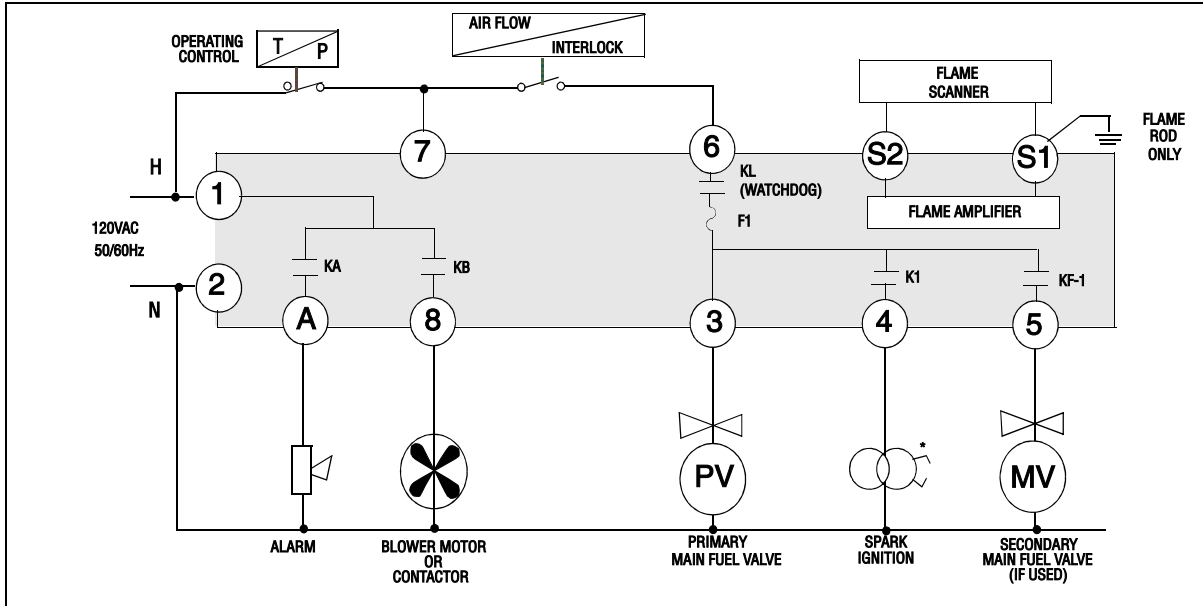 AIR FLOW
INTERLOCK
OPERATING
CONTROL
T
P
FLAME
SCANNER
FLAME
ROD
ONLY
7
6
S2
S1
H
1
KL
(WATCHDOG)
F1
FLAME AMPLIFIER
120VAC
50/60Hz
2
N
KA
KB
K1
KF-1
A
8
3
4
5
PV
*
MV
ALARM
BLOWER MOTOR
OR
CONTACTOR
PRIMARY
MAIN FUEL VALVE
SPARK
IGNITION
SECONDARY
MAIN FUEL VALVE
(IF USED)